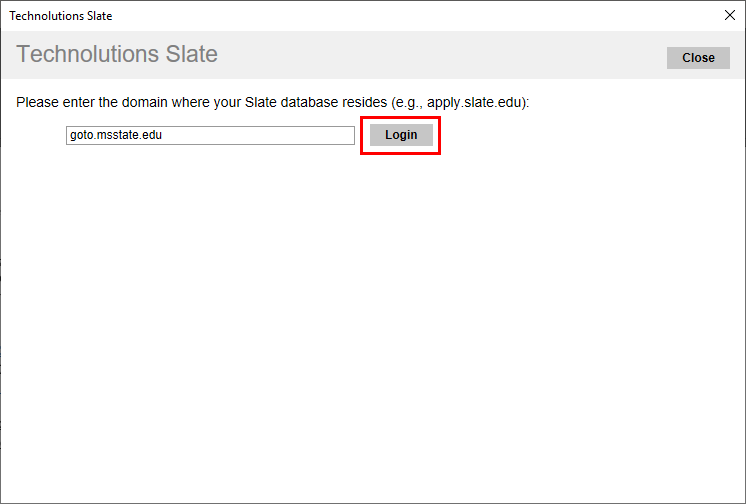 Technolutions Slate
Technolutions Slate
Close
Please enter the domain where your Slate database resides (e.g., apply.slate.edu):
goto.msstate.edu
Login